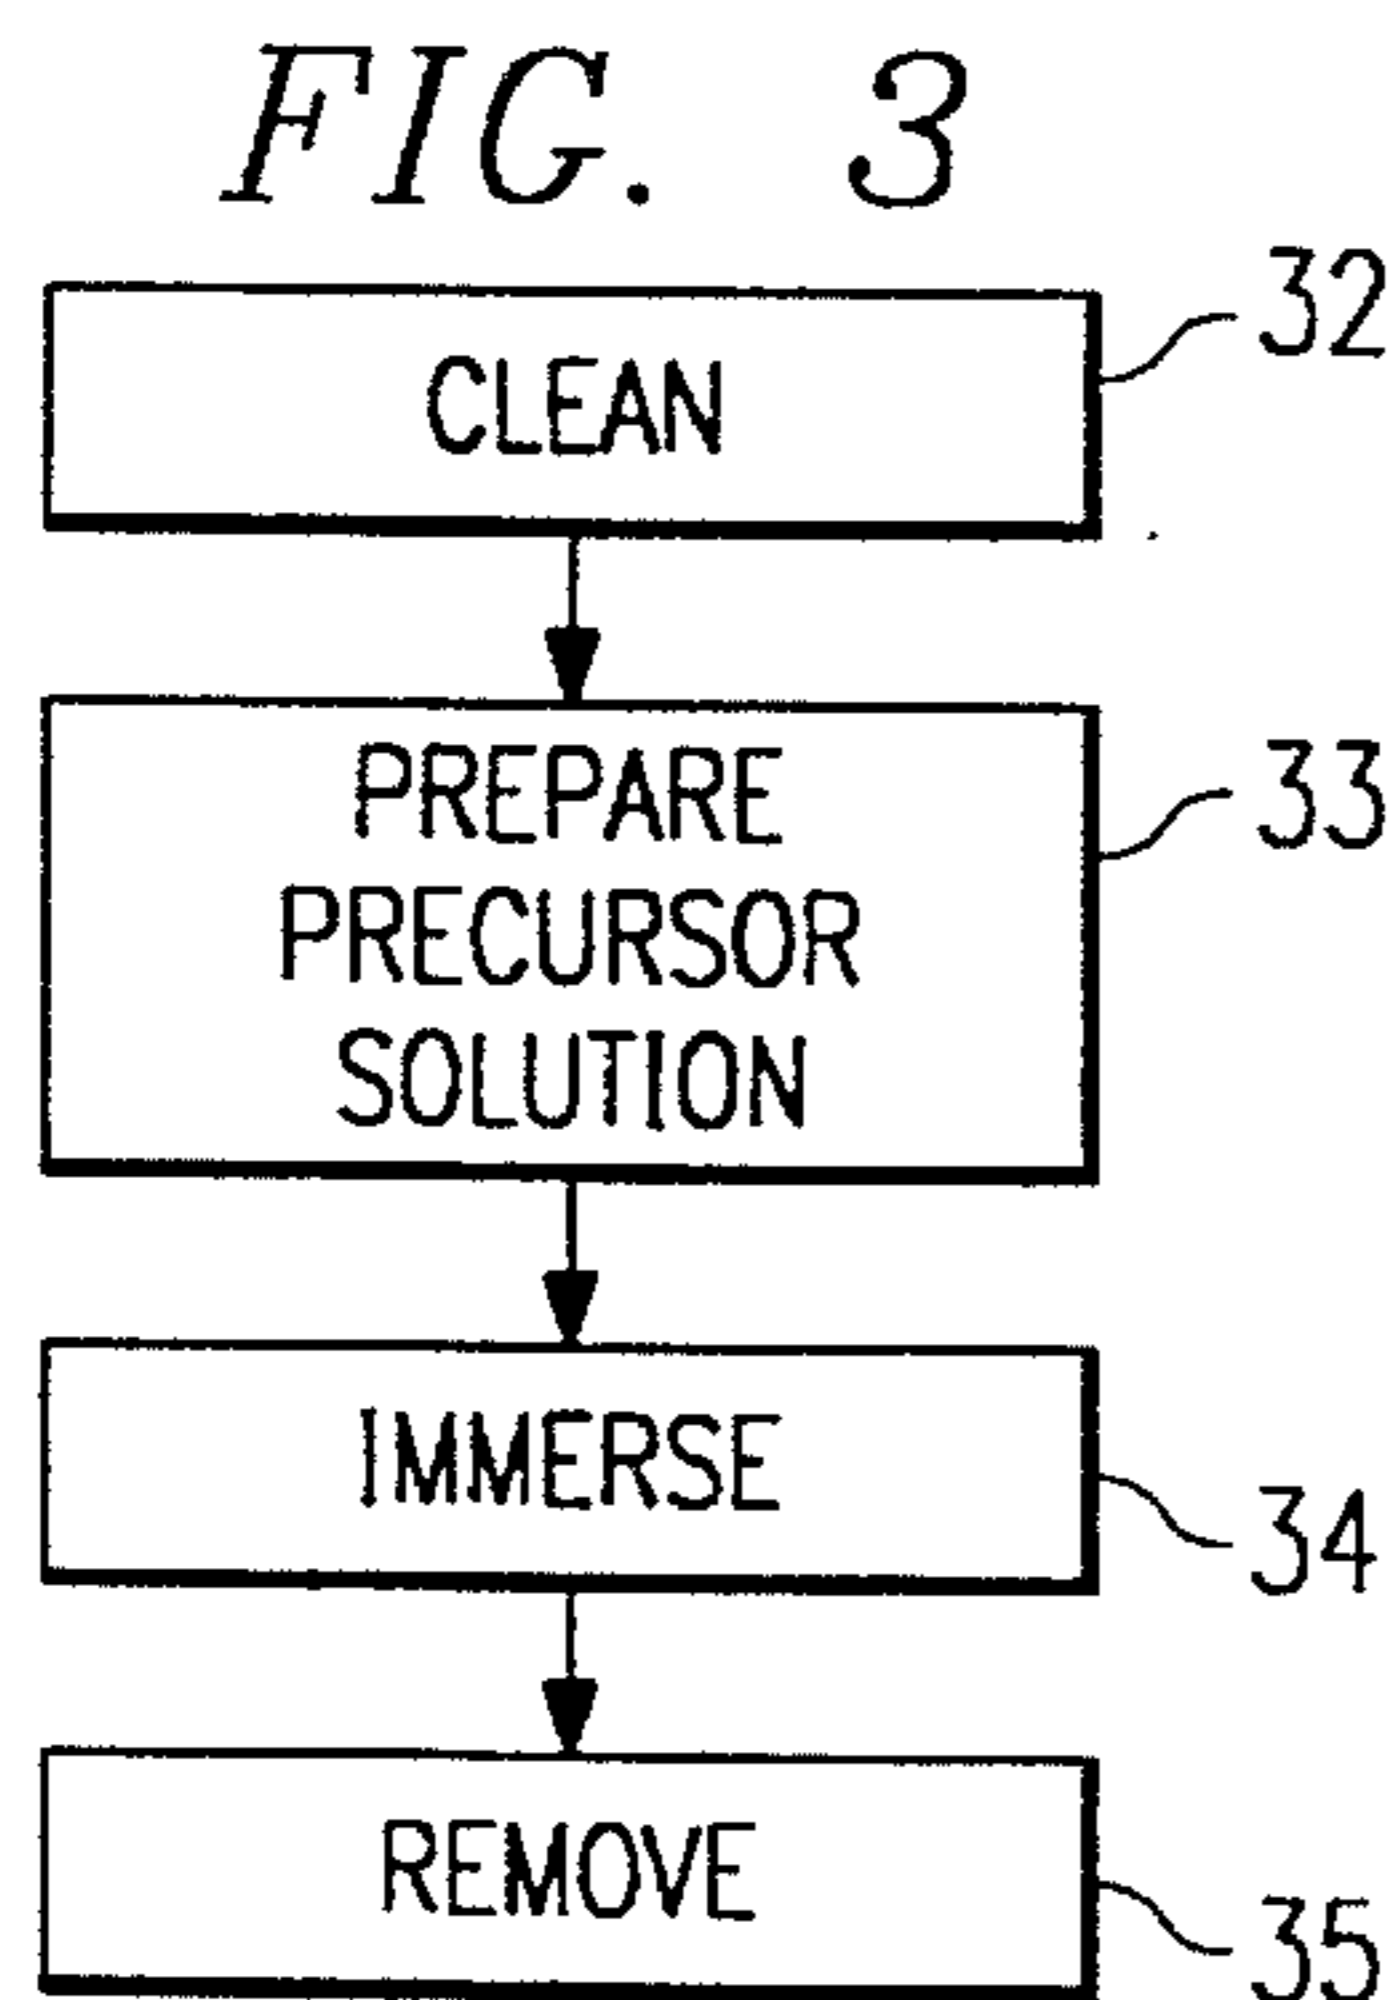 FIG. 3
CLEAN
32
PREPARE
PRECURSOR
SOLUTION
33
IMMERSE
34
REMOVE
35